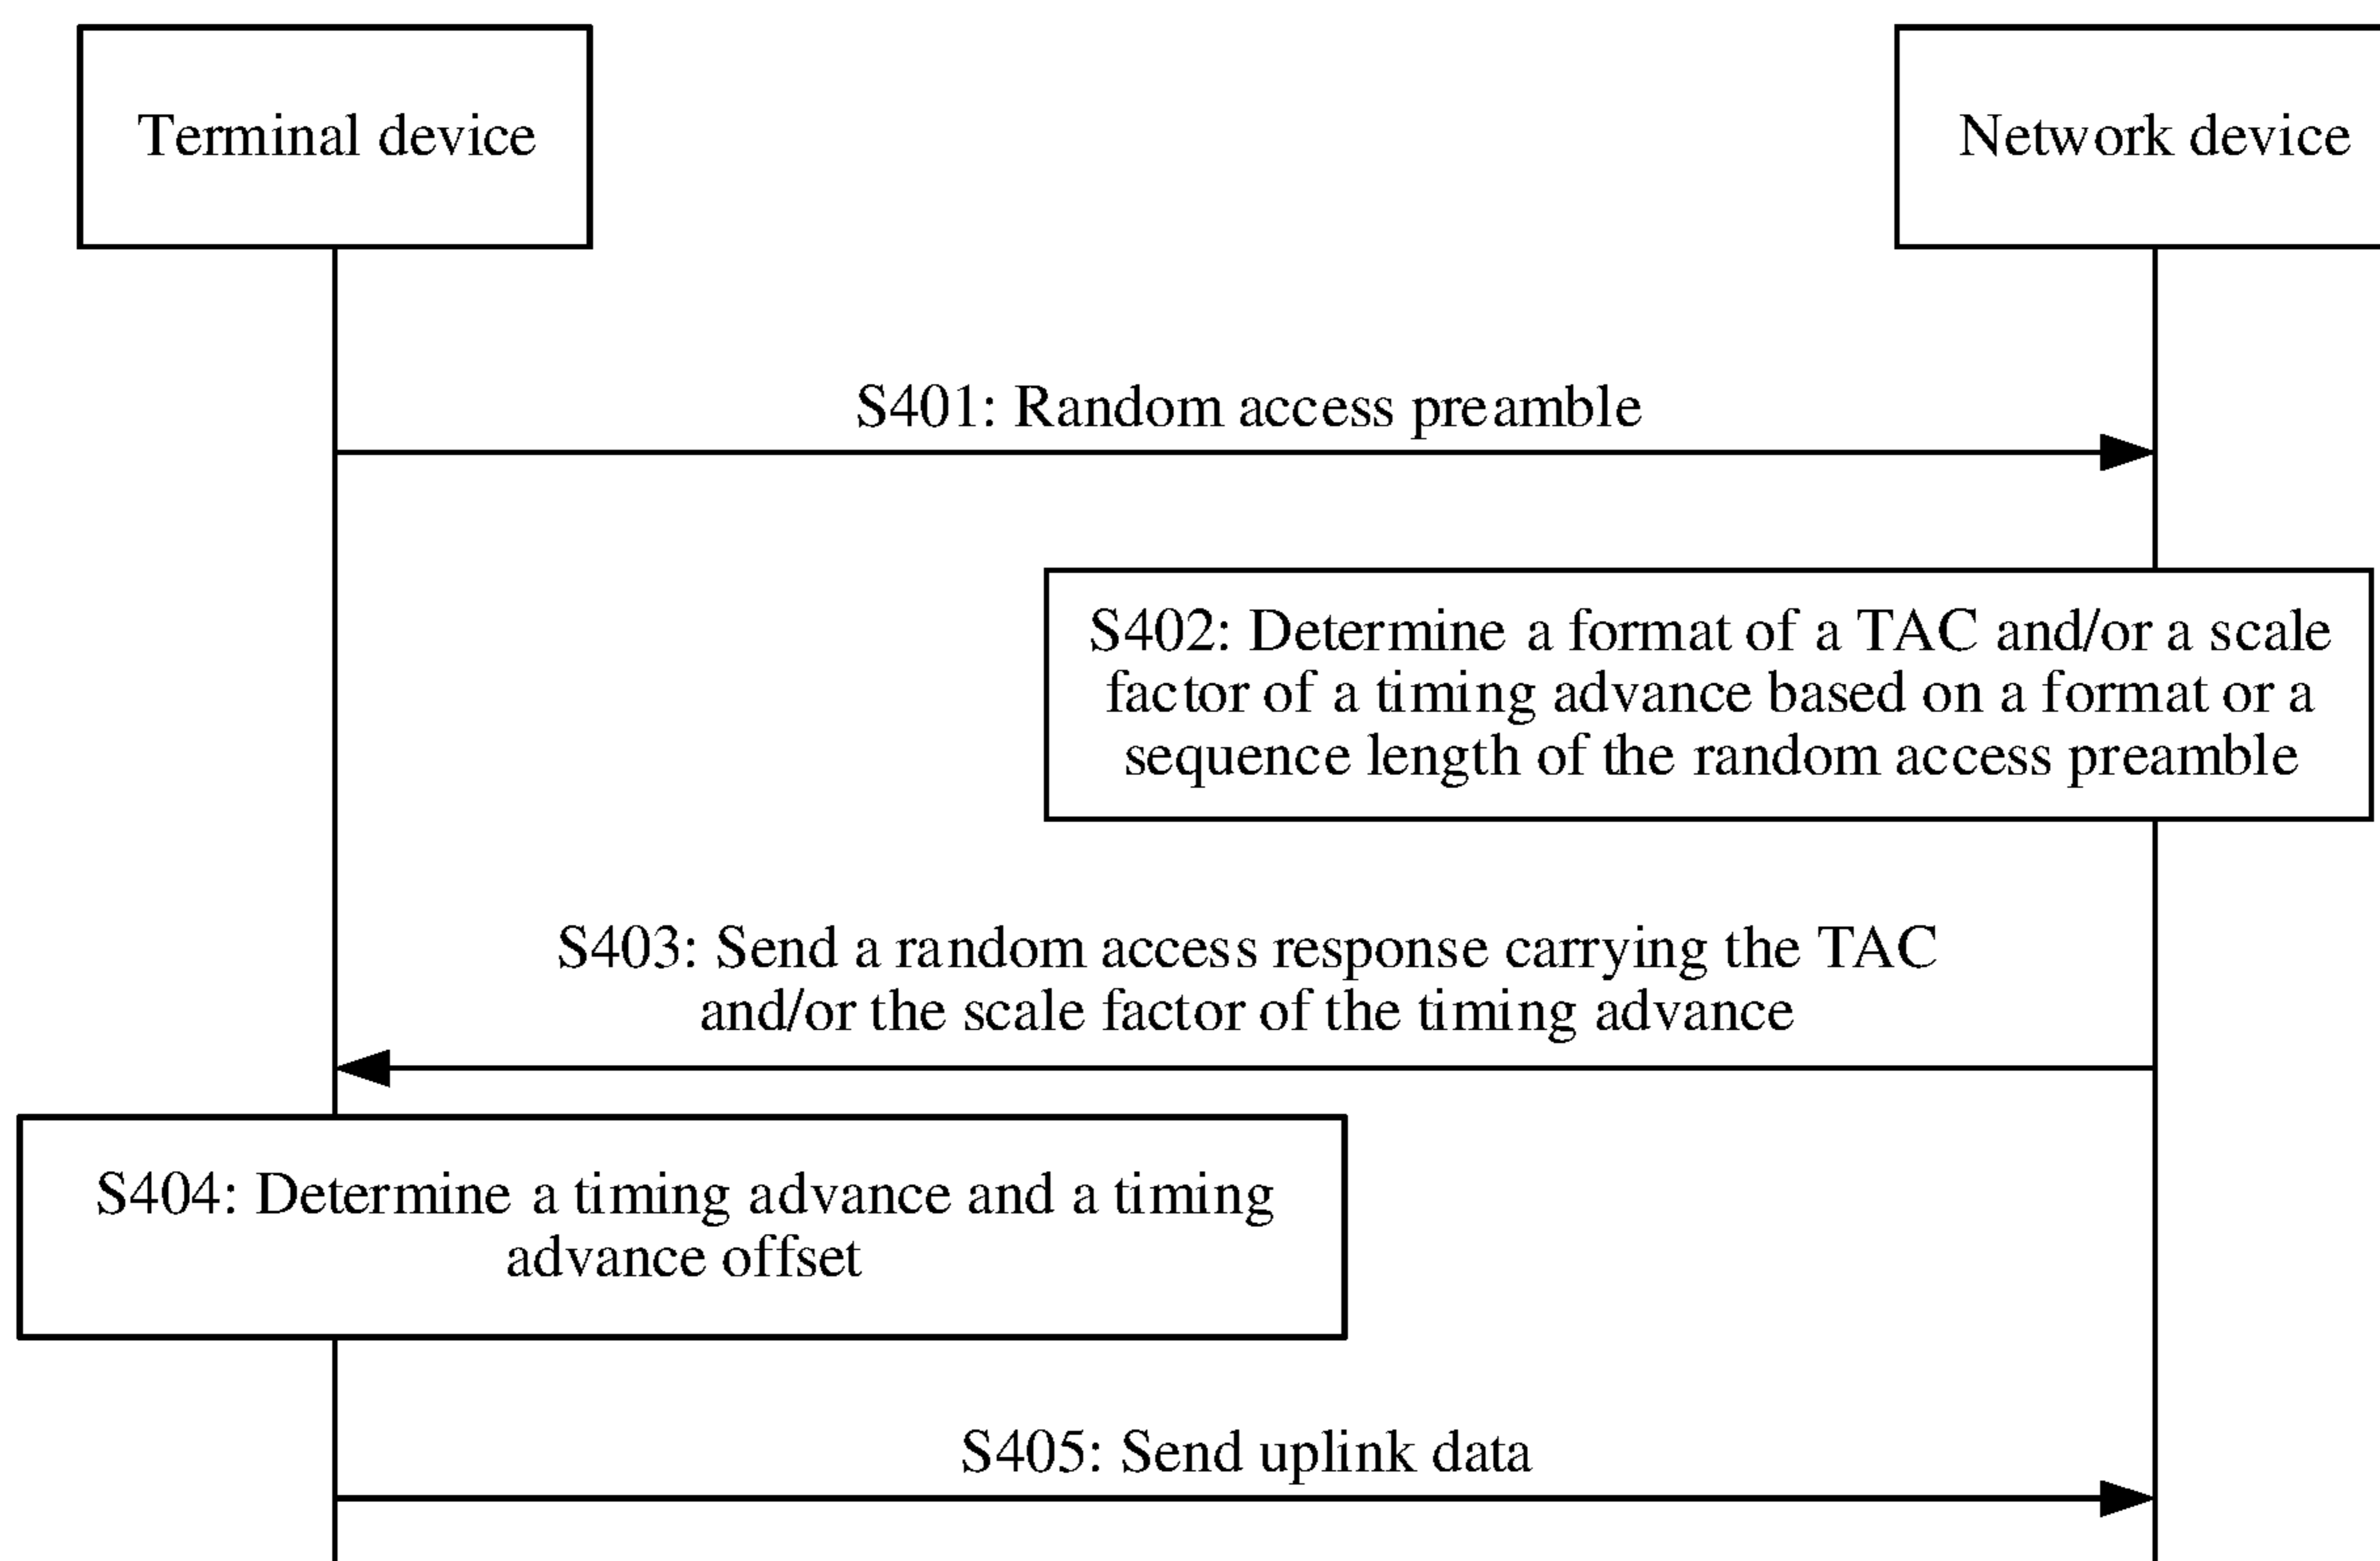 Terminal device
Network device
S401: Random access preamble
S402: Determine a format of a TAC and/or a scale
factor of a timing advance based on a format or a
sequence length of the random access preamble
S403: Send a random access response carrying the TAC
and/or the scale factor of the timing advance
S404: Determine a timing advance and a timing
advance offset
S405: Send uplink data